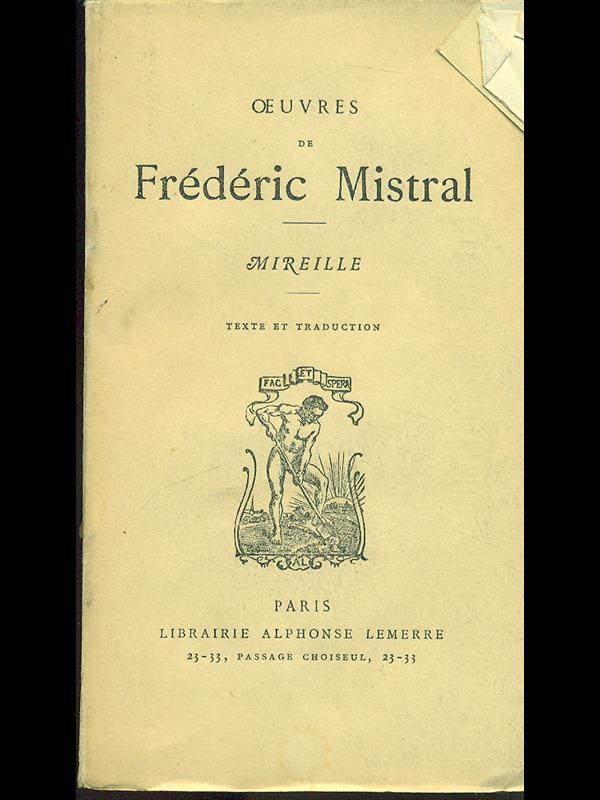 ŒUVRES
DE
Frédéric Mistral
MIREILLE
TEXTE ET TRADUCTION
FAC ET SPERA
AL
PARIS
LIBRAIRIE ALPHONSE LEMERRE
23-33, PASSAGE CHOISEUL, 23-33